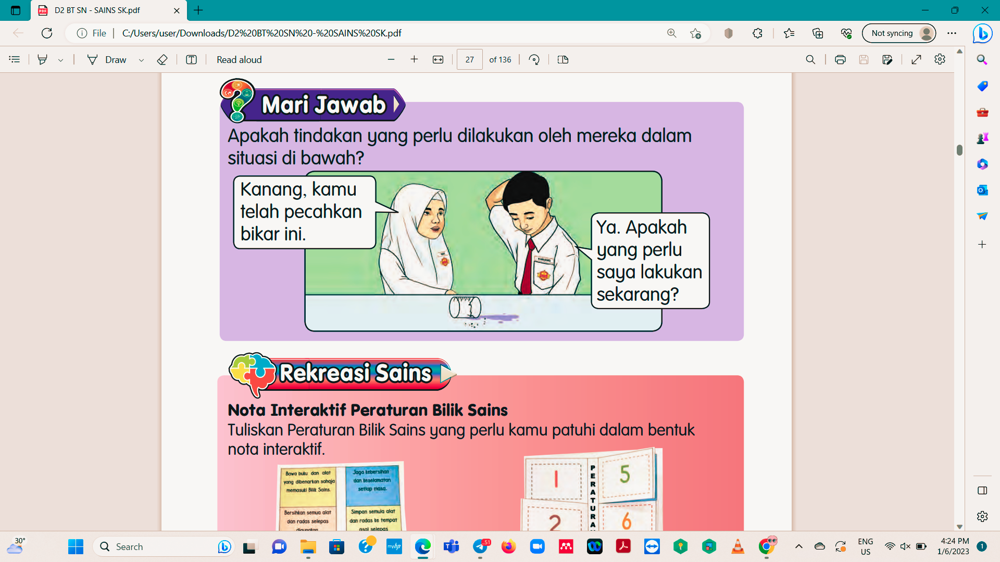 D2 BT SN - SAINS SK.pdf
File
C:/Users/user/Downloads/D2%20BT%20SN%20-%20SAINS%20SK.pdf
Not syncing
Draw
Read aloud
27
of 136
Mari Jawab
Apakah tindakan yang perlu dilakukan oleh mereka dalam
situasi di bawah?
Kanang, kamu
telah pecahkan
bikar ini.
Ya. Apakah
yang perlu
saya lakukan
sekarang?
KANANG
Rekreasi Sains
Nota Interaktif Peraturan Bilik Sains
Tuliskan Peraturan Bilik Sains yang perlu kamu patuhi dalam bentuk
nota interaktif.
Bawa buku dan alat
yang dibenarkan sahaja
memasuki Bilik Sains.
Jaga kebersihan
dan keselamatan
setiap masa.
Bersihkan semua alat
dan radas selepas
digunakan
Simpan semula alat
dan radas ke tempat
asal selepas
1
2
PERATURA
5
6
30°
Search
myhp
51
ENG
US
4:24 PM
1/6/2023
1